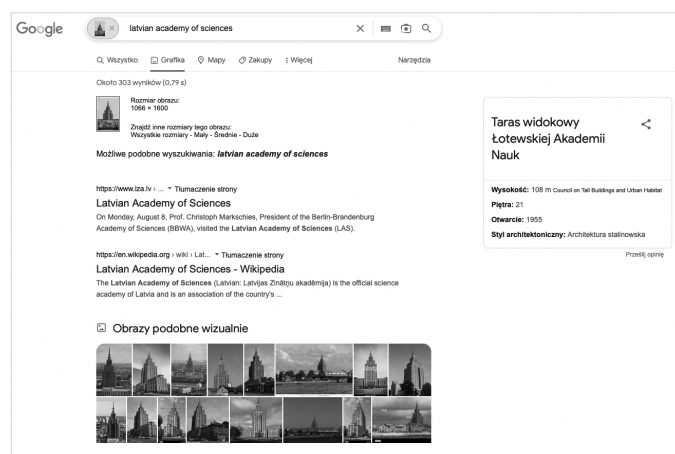 Google
latvian academy of sciences
Wszystko Grafika Mapy Zakupy Więcej Narzędzia
Około 303 wyników (0,79 s)
Rozmiar obrazu:
1066 × 1600
Znajdź inne rozmiary tego obrazu:
Wszystkie rozmiary - Mały - Średnie - Duże
Możliwe podobne wyszukiwania: latvian academy of sciences
https://www.lza.lv › ... Tłumaczenie strony
Latvian Academy of Sciences
On Monday, August 8, Prof. Christoph Markschies, President of the Berlin-Brandenburg
Academy of Sciences (BBWA), visited the Latvian Academy of Sciences (LAS).
https://en.wikipedia.org › wiki › Lat... Tłumaczenie strony
Latvian Academy of Sciences - Wikipedia
The Latvian Academy of Sciences (Latvian: Latvijas Zinātņu akadēmija) is the official science
academy of Latvia and is an association of the country's ...
Obrazy podobne wizualnie
Taras widokowy
Łotewskiej Akademii
Nauk
Wysokość: 108 m Council on Tall Buildings and Urban Habitat
Piętra: 21
Otwarcie: 1955
Styl architektoniczny: Architektura stalinowska
Prześlij opinię